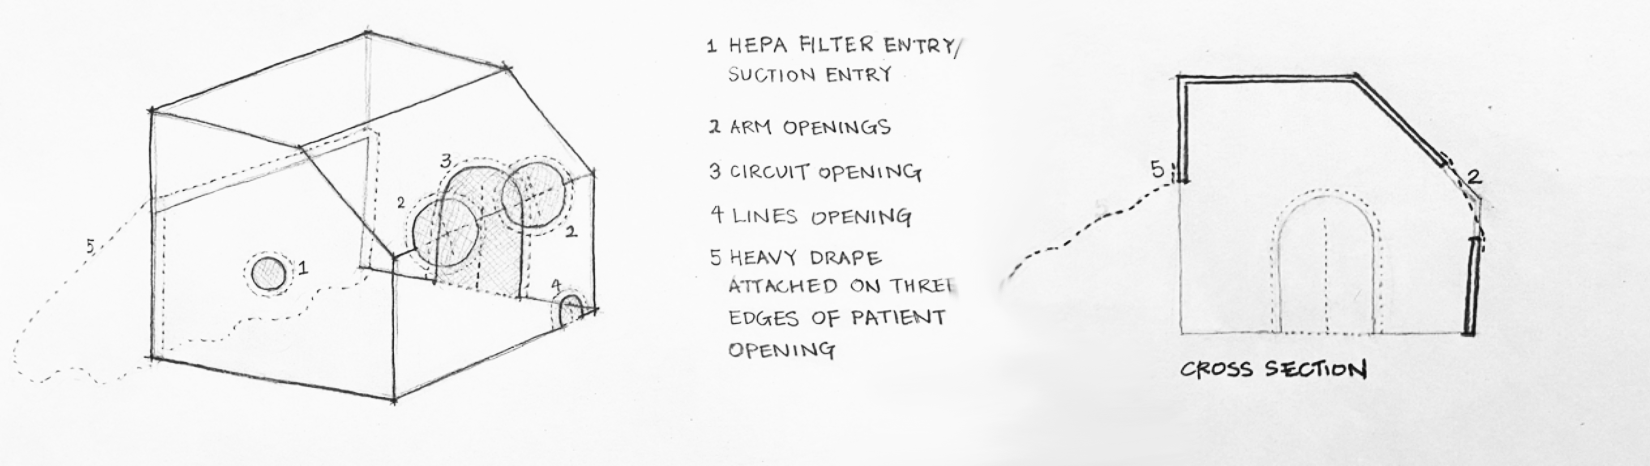 1 HEPA FILTER ENTRY/
SUCTION ENTRY
2 ARM OPENINGS
3 CIRCUIT OPENING
4 LINES OPENING
5 HEAVY DRAPE
ATTACHED ON THREE
EDGES OF PATIENT
OPENING
3
2
2
5
1
4
5
2
CROSS SECTION